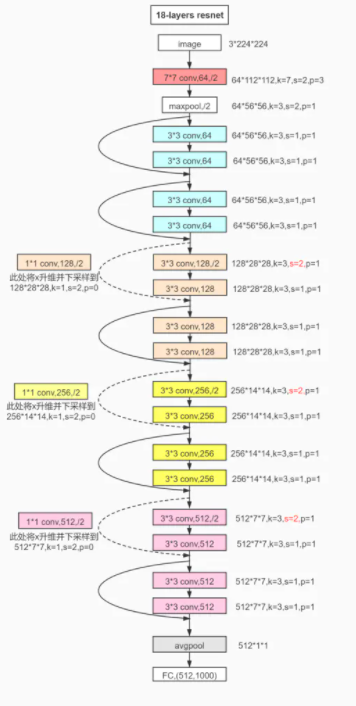 18-layers resnet
image 3*224*224
7*7 conv,64,/2 64*112*112,k=7,s=2,p=3
maxpool,/2 64*56*56,k=3,s=2,p=1
3*3 conv,64 64*56*56,k=3,s=1,p=1
3*3 conv,64 64*56*56,k=3,s=1,p=1
3*3 conv,64 64*56*56,k=3,s=1,p=1
3*3 conv,64 64*56*56,k=3,s=1,p=1
1*1 conv,128,/2 3*3 conv,128,/2 128*28*28,k=3,s=2,p=1
此处将x升维并下采样到
128*28*28,k=1,s=2,p=0 3*3 conv,128 128*28*28,k=3,s=1,p=1
3*3 conv,128 128*28*28,k=3,s=1,p=1
3*3 conv,128 128*28*28,k=3,s=1,p=1
1*1 conv,256,/2 3*3 conv,256,/2 256*14*14,k=3,s=2,p=1
此处将x升维并下采样到
256*14*14,k=1,s=2,p=0 3*3 conv,256 256*14*14,k=3,s=1,p=1
3*3 conv,256 256*14*14,k=3,s=1,p=1
3*3 conv,256 256*14*14,k=3,s=1,p=1
1*1 conv,512,/2 3*3 conv,512,/2 512*7*7,k=3,s=2,p=1
此处将x升维并下采样到
512*7*7,k=1,s=2,p=0 3*3 conv,512 512*7*7,k=3,s=1,p=1
3*3 conv,512 512*7*7,k=3,s=1,p=1
3*3 conv,512 512*7*7,k=3,s=1,p=1
avgpool 512*1*1
FC,(512,1000)